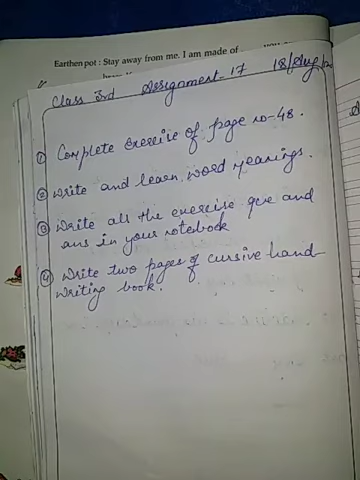 Earthen pot : Stay away from me. I am made of
Class 3rd Assignment 17 18/Aug/
① Complete Exercise of page no-48.
② Write and learn word meanings.
③ Write all the exercise que and
ans in your notebook
④ Write two pages of cursive hand
writing book.